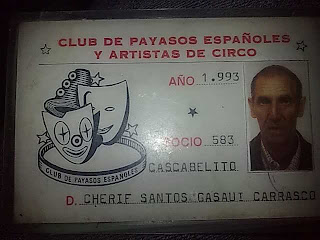 CLUB DE PAYASOS ESPAÑOLES
Y ARTISTAS DE CIRCO
AÑO 1.993
SOCIO 583
CASCABELITO
CLUB DE PAYASOS ESPAÑOLES
D. CHERIF SANTOS GASAUI CARRASCO